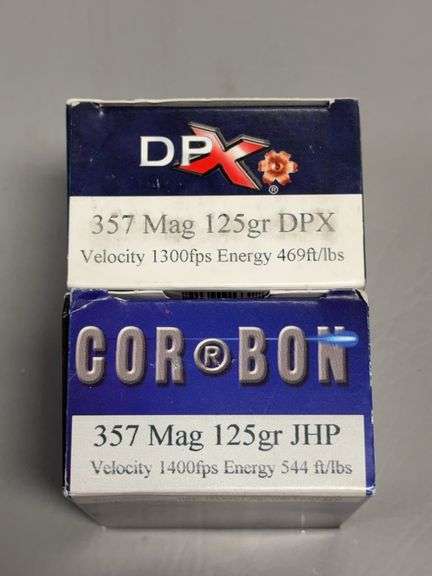 DPX ®
357 Mag 125gr DPX
Velocity 1300fps Energy 469ft/lbs
COR®BON
357 Mag 125gr JHP
Velocity 1400fps Energy 544 ft/lbs